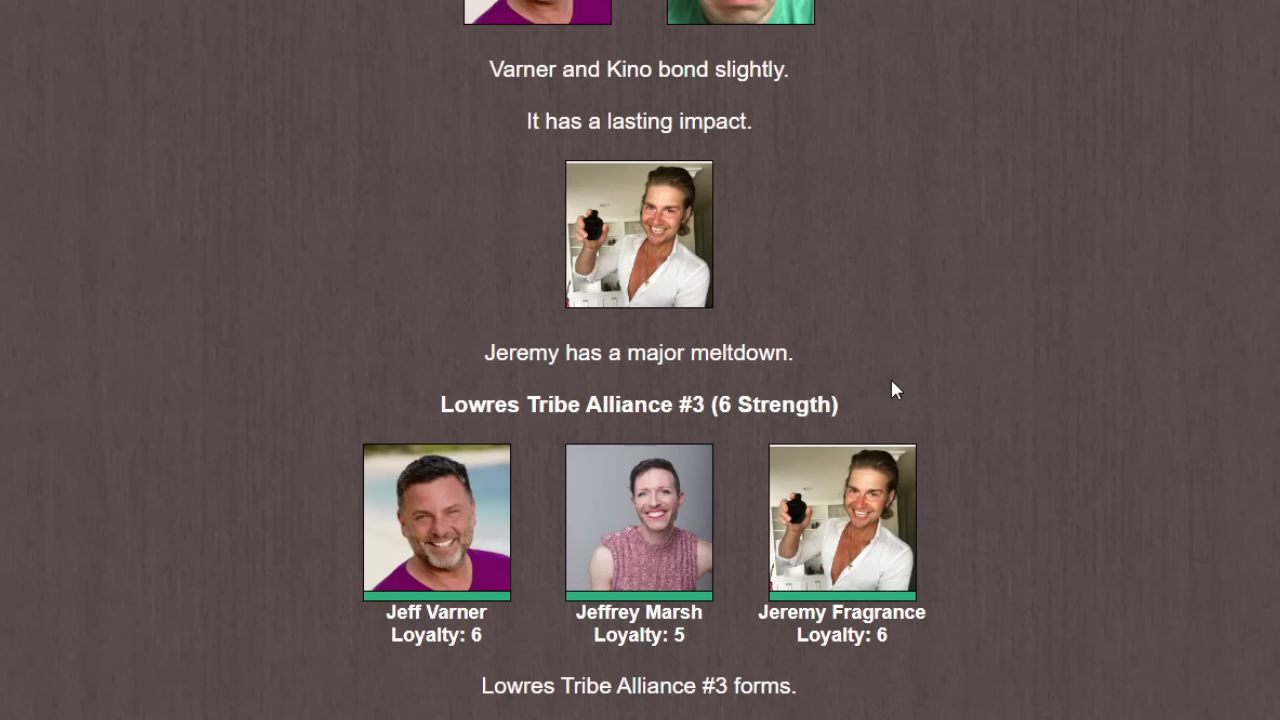 Varner and Kino bond slightly.
It has a lasting impact.
Jeremy has a major meltdown.
Lowres Tribe Alliance #3 (6 Strength)
Jeff Varner
Loyalty: 6
Jeffrey Marsh
Loyalty: 5
Jeremy Fragrance
Loyalty: 6
Lowres Tribe Alliance #3 forms.